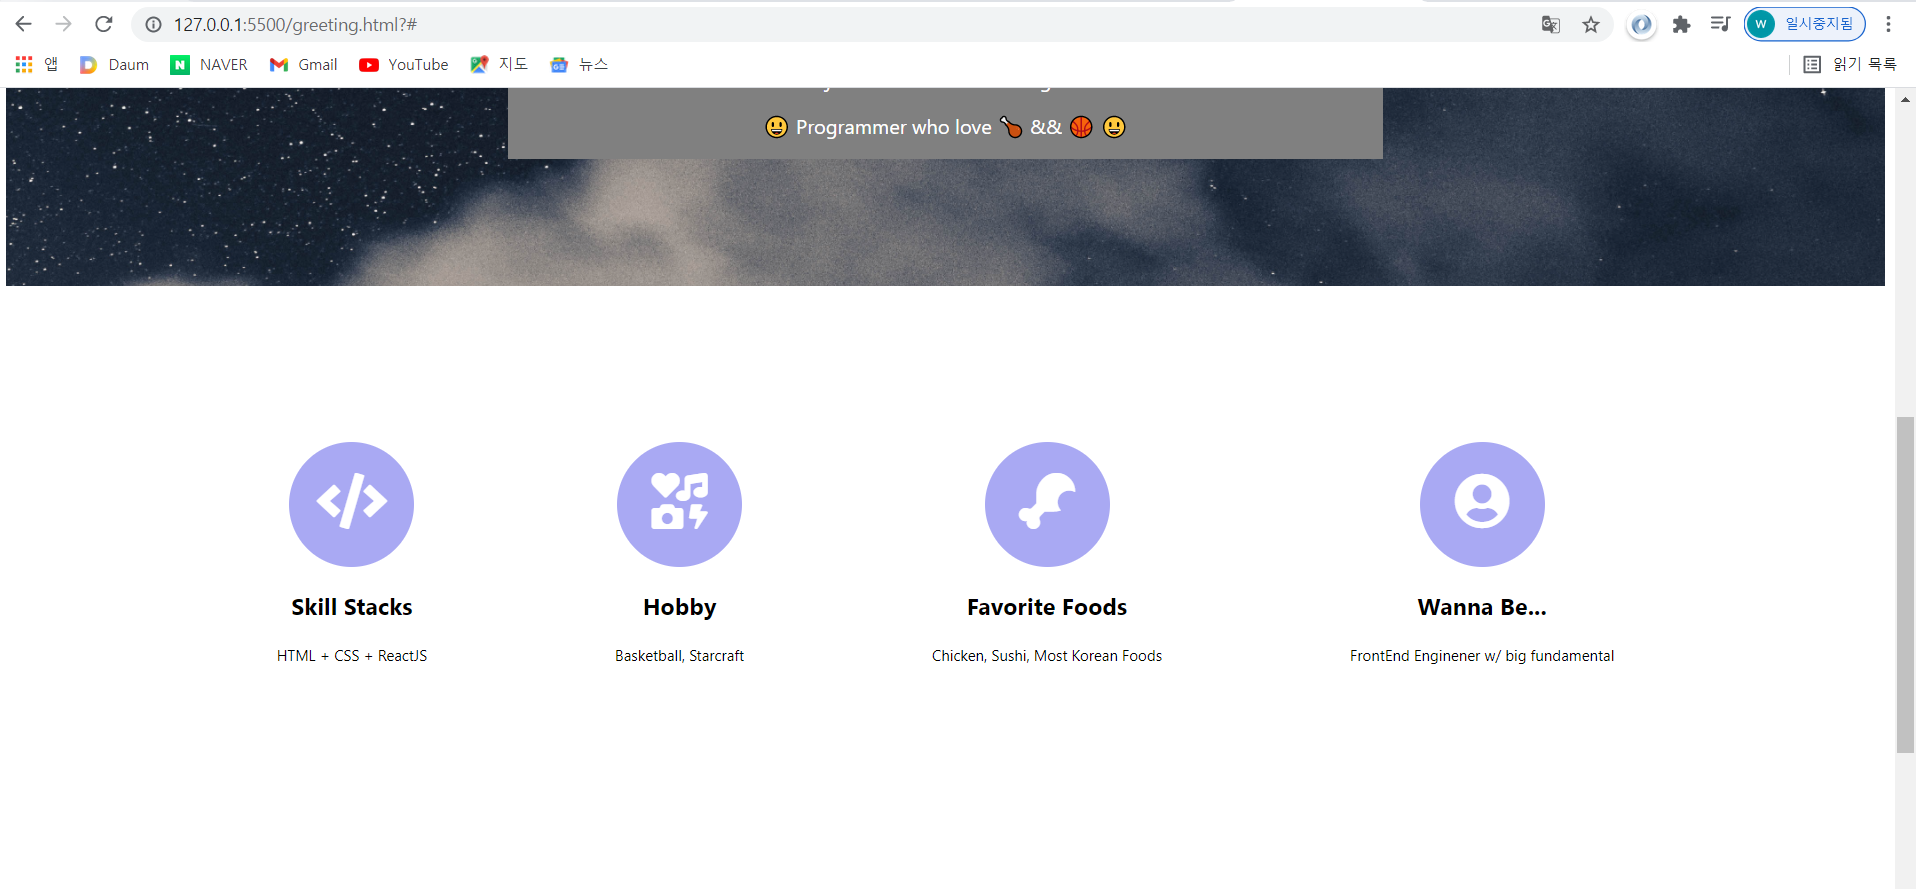 127.0.0.1:5500/greeting.html?#
W 일시중지됨
앱 Daum NAVER Gmail YouTube 지도 뉴스 읽기 목록
😃 Programmer who love 🍗 && 🏀 😃
Skill Stacks Hobby Favorite Foods Wanna Be...
HTML + CSS + ReactJS Basketball, Starcraft Chicken, Sushi, Most Korean Foods FrontEnd Enginener w/ big fundamental